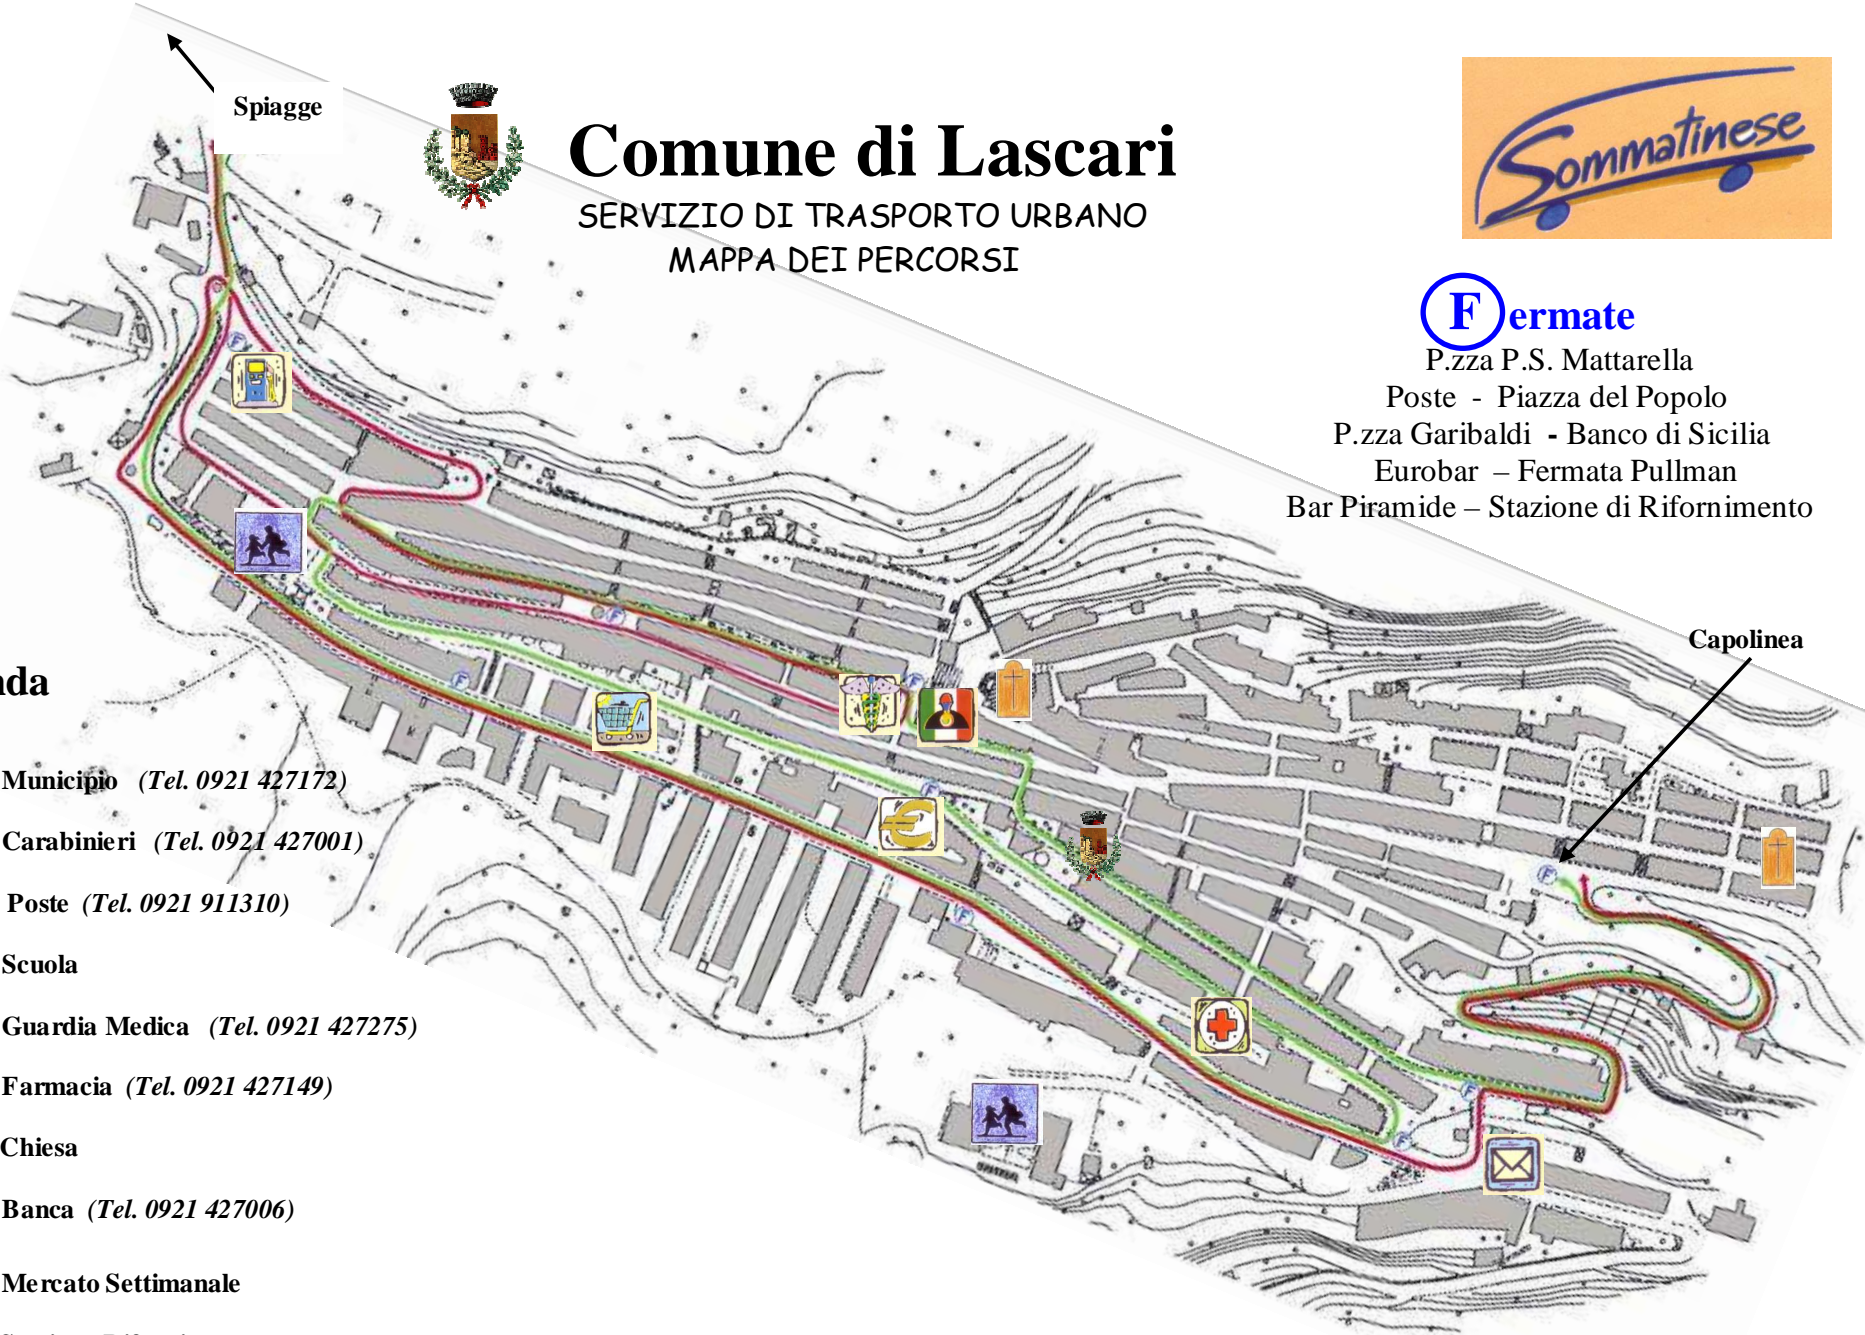 Spiagge
Comune di Lascari
SERVIZIO DI TRASPORTO URBANO
MAPPA DEI PERCORSI
Sommatinese
Fermate
P.zza P.S. Mattarella
Poste - Piazza del Popolo
P.zza Garibaldi - Banco di Sicilia
Eurobar – Fermata Pullman
Bar Piramide – Stazione di Rifornimento
Capolinea
nda
Municipio (Tel. 0921 427172)
Carabinieri (Tel. 0921 427001)
Poste (Tel. 0921 911310)
Scuola
Guardia Medica (Tel. 0921 427275)
Farmacia (Tel. 0921 427149)
Chiesa
Banca (Tel. 0921 427006)
Mercato Settimanale
F
F
F
F
F
F
F
F